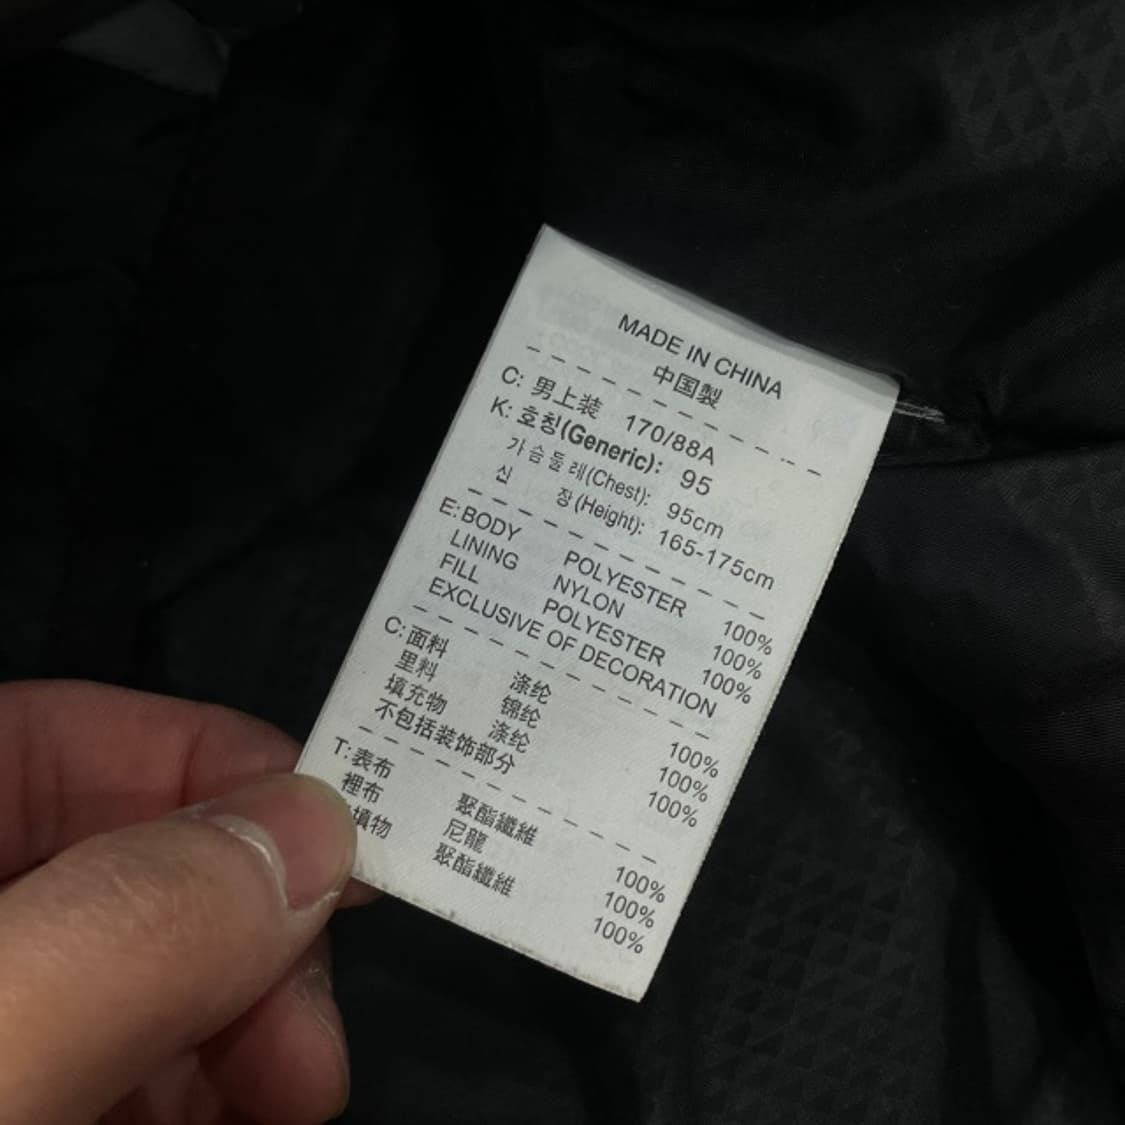 MADE IN CHINA
中国製
C: 男上装 170/88A
K: 호칭(Generic): 95
가슴둘레(Chest): 95cm
신 장(Height): 165-175cm
E: BODY POLYESTER 100%
LINING NYLON 100%
FILL POLYESTER 100%
EXCLUSIVE OF DECORATION
C: 面料 涤纶 100%
里料 锦纶 100%
填充物 涤纶 100%
不包括装饰部分
T: 表布 聚酯纖維 100%
裡布 尼龍 100%
填物 聚酯纖維 100%